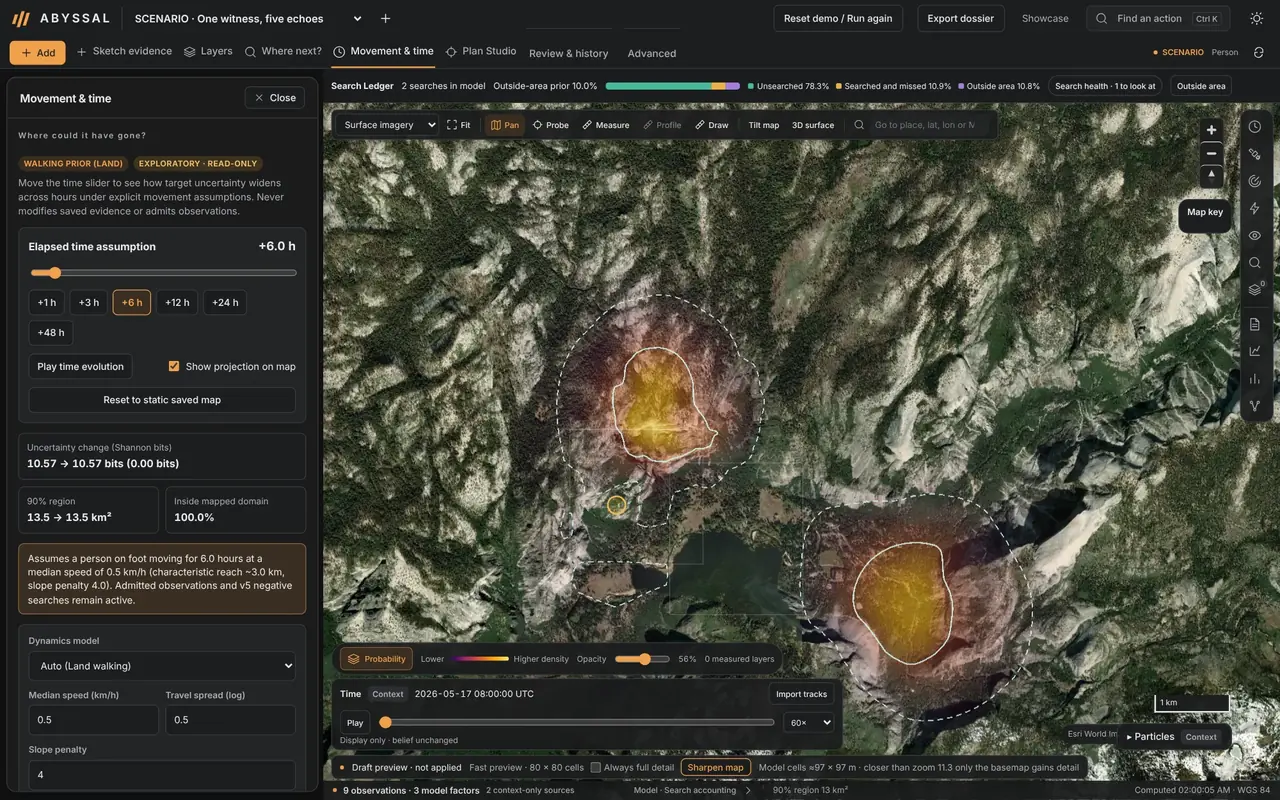 ABYSSAL
SCENARIO · One witness, five echoes
Reset demo / Run again
Export dossier
Showcase
Find an action
Ctrl K
+ Add
Sketch evidence
Layers
Where next?
Movement & time
Plan Studio
Review & history
Advanced
SCENARIO
Person
Movement & time
Close
Search Ledger
2 searches in model
Outside-area prior 10.0%
Unsearched 78.3%
Searched and missed 10.9%
Outside area 10.8%
Search health · 1 to look at
Outside area
Surface imagery
Fit
Pan
Probe
Measure
Profile
Draw
Tilt map
3D surface
Go to place, lat, lon or M
Map key
Where could it have gone?
WALKING PRIOR (LAND)
EXPLORATORY · READ-ONLY
Move the time slider to see how target uncertainty widens
across hours under explicit movement assumptions. Never
modifies saved evidence or admits observations.
Elapsed time assumption
+6.0 h
+1 h
+3 h
+6 h
+12 h
+24 h
+48 h
Play time evolution
Show projection on map
Reset to static saved map
Uncertainty change (Shannon bits)
10.57 → 10.57 bits (0.00 bits)
90% region
13.5 → 13.5 km²
Inside mapped domain
100.0%
Assumes a person on foot moving for 6.0 hours at a
median speed of 0.5 km/h (characteristic reach ~3.0 km,
slope penalty 4.0). Admitted observations and v5 negative
searches remain active.
Dynamics model
Auto (Land walking)
Median speed (km/h)
Travel spread (log)
0.5
0.5
Slope penalty
4
Probability
Lower
Higher density
Opacity
56%
0 measured layers
Time
Context
2026-05-17 08:00:00 UTC
Import tracks
Play
60×
Display only · belief unchanged
1 km
Esri World Im
▸ Particles
Context
Draft preview · not applied
Fast preview · 80 × 80 cells
Always full detail
Sharpen map
Model cells ≈97 × 97 m · closer than zoom 11.3 only the basemap gains detail
9 observations · 3 model factors
2 context-only sources
Model · Search accounting
90% region 13 km²
Computed 02:00:05 AM · WGS 84
0